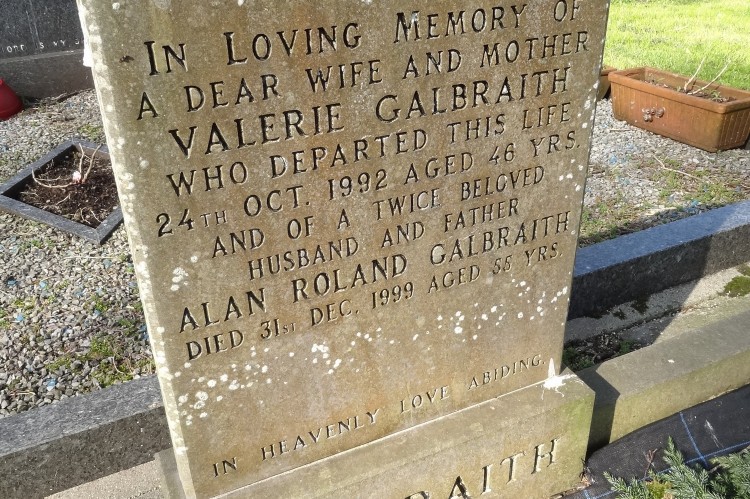 IN LOVING MEMORY OF
A DEAR WIFE AND MOTHER
VALERIE GALBRAITH
WHO DEPARTED THIS LIFE
24TH OCT. 1992 AGED 46 YRS.
AND OF A TWICE BELOVED
HUSBAND AND FATHER
ALAN ROLAND GALBRAITH
DIED 31ST DEC. 1999 AGED 55 YRS.
IN HEAVENLY LOVE ABIDING.